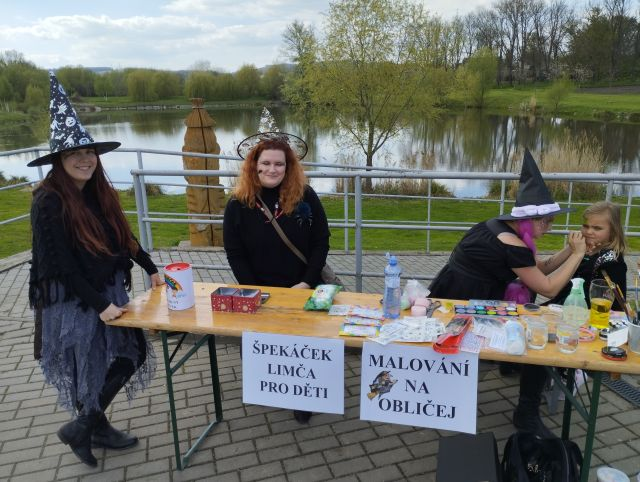 ŠPEKÁČEK
LIMČA
PRO DĚTI
MALOVÁNÍ
NA
OBLIČEJ